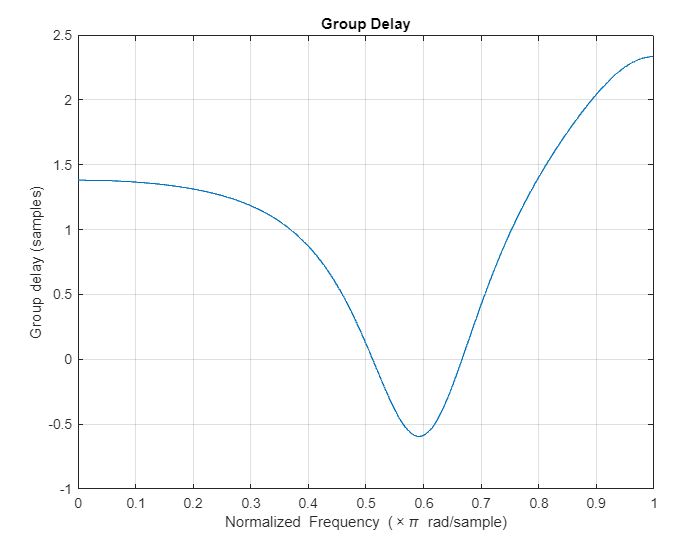 Group Delay
2.5
2
1.5
1
0.5
0
-0.5
-1
Group delay (samples)
0 0.1 0.2 0.3 0.4 0.5 0.6 0.7 0.8 0.9 1
Normalized Frequency (×π rad/sample)